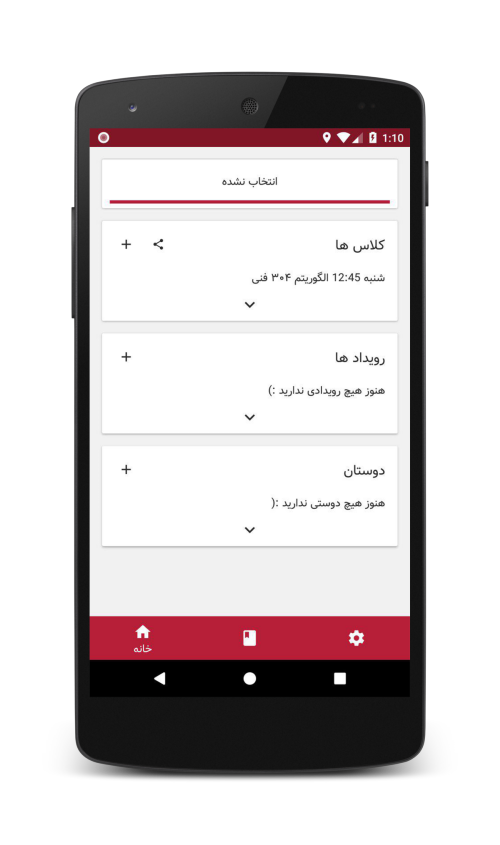 1:10
انتخاب نشده
کلاس ها
شنبه 12:45 الگوریتم ۳۰۴ فنی
رویداد ها
هنوز هیچ رویدادی ندارید :)
دوستان
هنوز هیچ دوستی ندارید :(
خانه